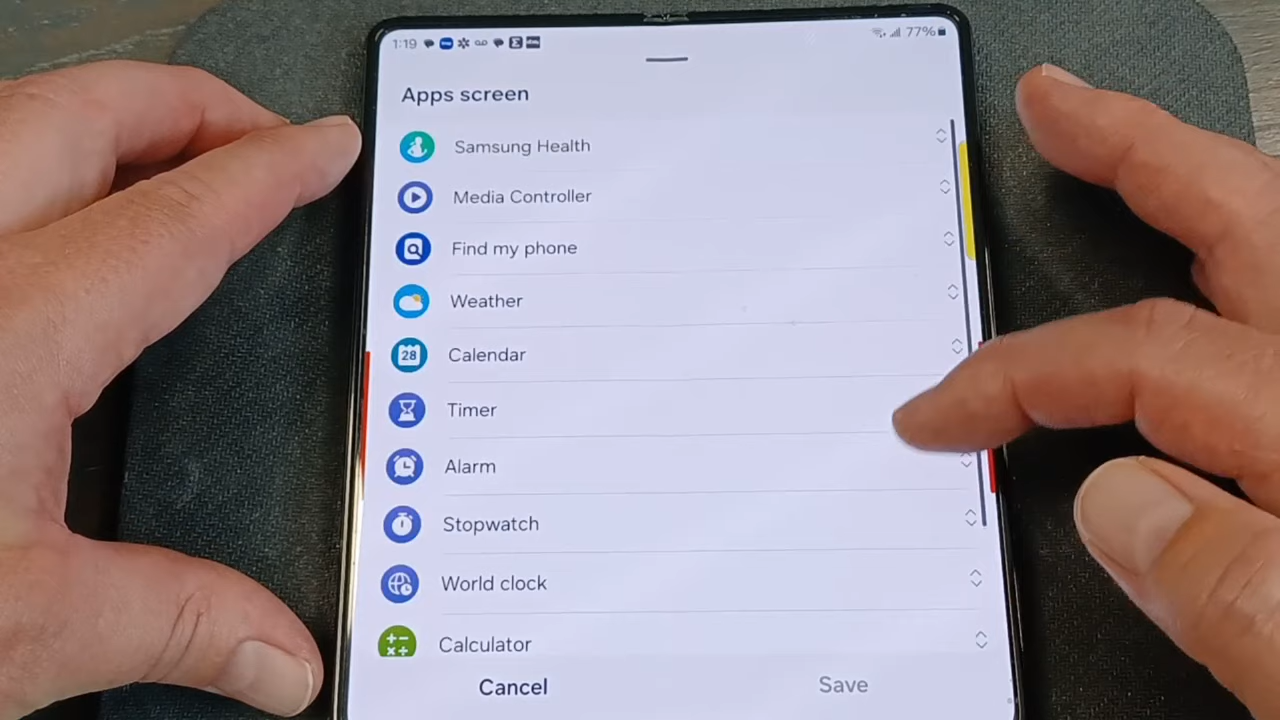 1:19
77%
Apps screen
Samsung Health
Media Controller
Find my phone
Weather
28
Calendar
Timer
Alarm
Stopwatch
World clock
Calculator
Cancel
Save